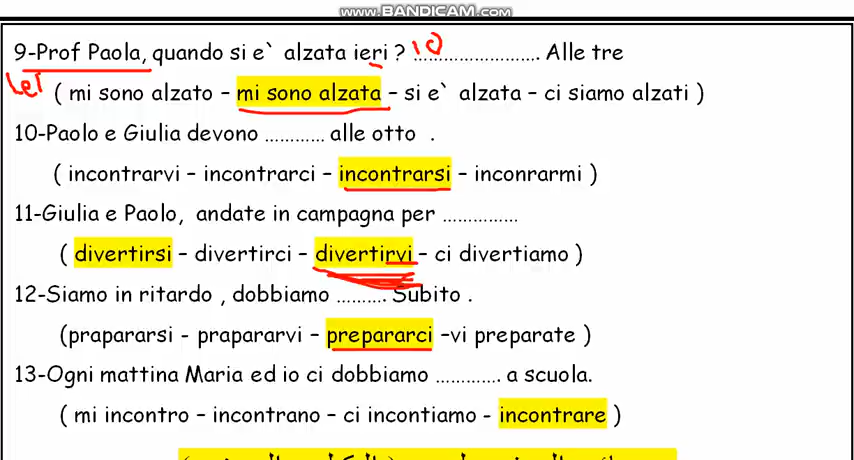 www.BANDICAM.com
9-Prof Paola, quando si e` alzata ieri ? io ......................... Alle tre
Lei ( mi sono alzato – mi sono alzata – si e` alzata – ci siamo alzati )
10-Paolo e Giulia devono ............ alle otto .
( incontrarvi – incontrarci – incontrarsi – inconrarmi )
11-Giulia e Paolo, andate in campagna per ...............
( divertirsi – divertirci – divertirvi – ci divertiamo )
12-Siamo in ritardo , dobbiamo .......... Subito .
(prapararsi - prapararvi – prepararci –vi preparate )
13-Ogni mattina Maria ed io ci dobbiamo ............. a scuola.
( mi incontro – incontrano – ci incontiamo - incontrare )